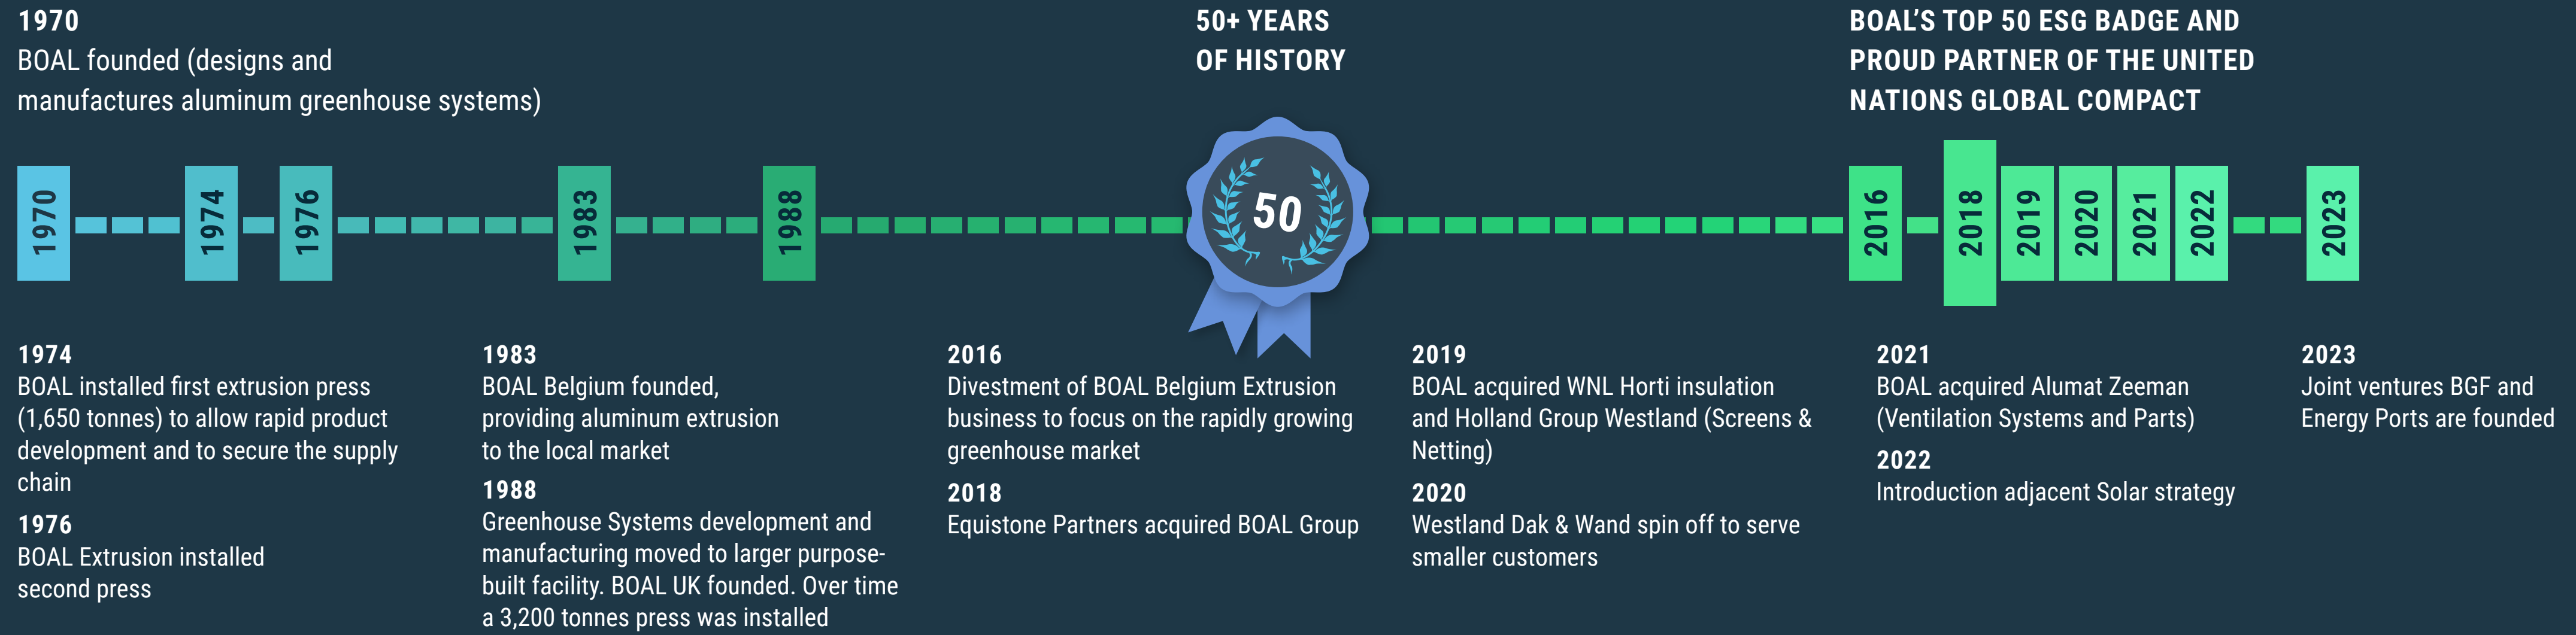 1970
BOAL founded (designs and
manufactures aluminum greenhouse systems)
50+ YEARS
OF HISTORY
BOAL’S TOP 50 ESG BADGE AND
PROUD PARTNER OF THE UNITED
NATIONS GLOBAL COMPACT
1970
1974
1976
1983
1988
50
2016
2018
2019
2020
2021
2022
2023
1974
BOAL installed first extrusion press
(1,650 tonnes) to allow rapid product
development and to secure the supply
chain
1976
BOAL Extrusion installed
second press
1983
BOAL Belgium founded,
providing aluminum extrusion
to the local market
1988
Greenhouse Systems development and
manufacturing moved to larger purpose-
built facility. BOAL UK founded. Over time
a 3,200 tonnes press was installed
2016
Divestment of BOAL Belgium Extrusion
business to focus on the rapidly growing
greenhouse market
2018
Equistone Partners acquired BOAL Group
2019
BOAL acquired WNL Horti insulation
and Holland Group Westland (Screens &
Netting)
2020
Westland Dak & Wand spin off to serve
smaller customers
2021
BOAL acquired Alumat Zeeman
(Ventilation Systems and Parts)
2022
Introduction adjacent Solar strategy
2023
Joint ventures BGF and
Energy Ports are founded